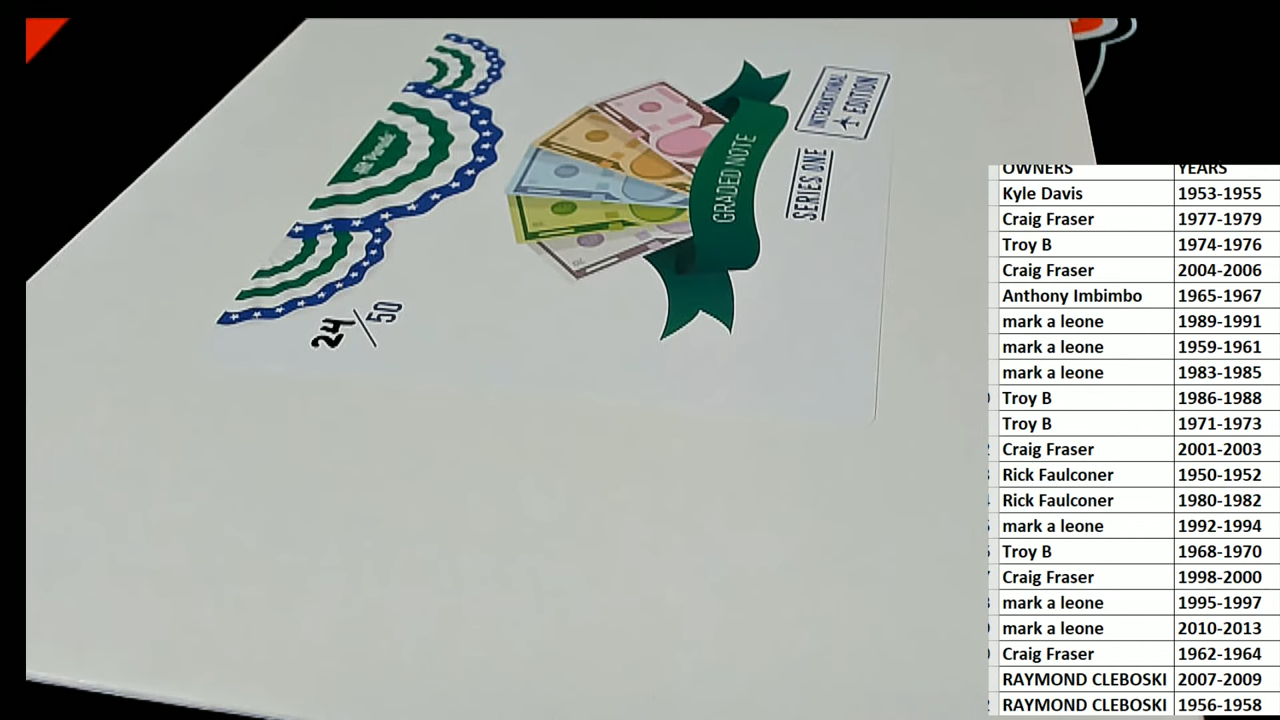 Hit Parade
GRADED NOTE
SERIES ONE
INTERNATIONAL
EDITION
24/50
OWNERS YEARS
Kyle Davis 1953-1955
Craig Fraser 1977-1979
Troy B 1974-1976
Craig Fraser 2004-2006
Anthony Imbimbo 1965-1967
mark a leone 1989-1991
mark a leone 1959-1961
mark a leone 1983-1985
Troy B 1986-1988
Troy B 1971-1973
Craig Fraser 2001-2003
Rick Faulconer 1950-1952
Rick Faulconer 1980-1982
mark a leone 1992-1994
Troy B 1968-1970
Craig Fraser 1998-2000
mark a leone 1995-1997
mark a leone 2010-2013
Craig Fraser 1962-1964
RAYMOND CLEBOSKI 2007-2009
RAYMOND CLEBOSKI 1956-1958